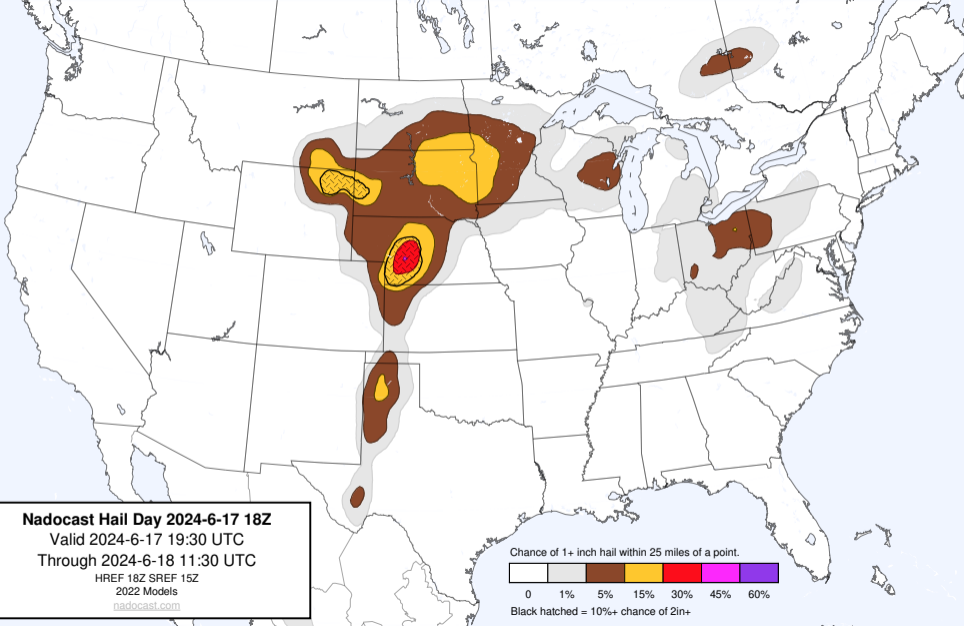 Nadocast Hail Day 2024-6-17 18Z
Valid 2024-6-17 19:30 UTC
Through 2024-6-18 11:30 UTC
HREF 18Z SREF 15Z
2022 Models
nadocast.com
Chance of 1+ inch hail within 25 miles of a point.
0 1% 5% 15% 30% 45% 60%
Black hatched = 10%+ chance of 2in+